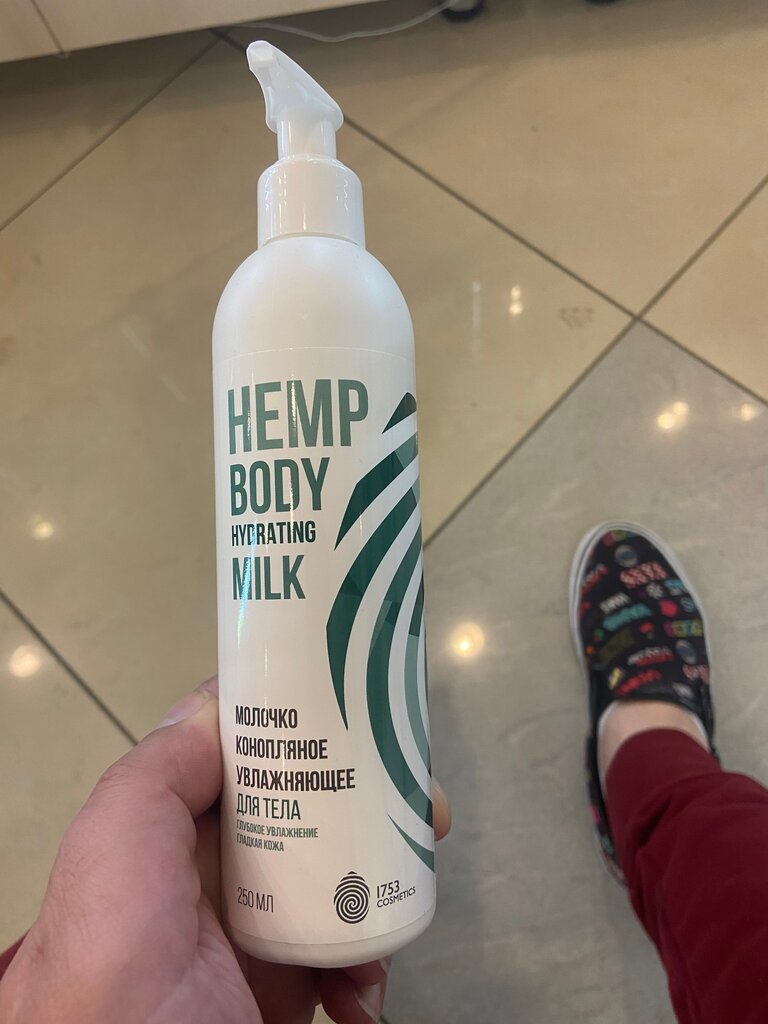 HEMP
BODY
HYDRATING
MILK
МОЛОЧКО
КОНОПЛЯНОЕ
УВЛАЖНЯЮЩЕЕ
ДЛЯ ТЕЛА
ГЛУБОКОЕ УВЛАЖНЕНИЕ
ГЛАДКАЯ КОЖА
250 МЛ
1753
COSMETICS